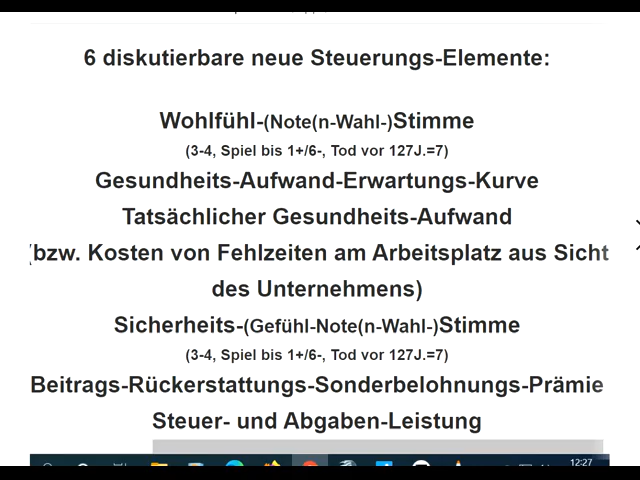 6 diskutierbare neue Steuerungs-Elemente:
Wohlfühl-(Note(n-Wahl-)Stimme
(3-4, Spiel bis 1+/6-, Tod vor 127J.=7)
Gesundheits-Aufwand-Erwartungs-Kurve
Tatsächlicher Gesundheits-Aufwand
(bzw. Kosten von Fehlzeiten am Arbeitsplatz aus Sicht
des Unternehmens)
Sicherheits-(Gefühl-Note(n-Wahl-)Stimme
(3-4, Spiel bis 1+/6-, Tod vor 127J.=7)
Beitrags-Rückerstattungs-Sonderbelohnungs-Prämie
Steuer- und Abgaben-Leistung
12:27